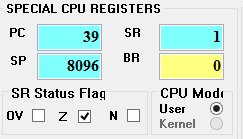 SPECIAL CPU REGISTERS
PC 39 SR 1
SP 8096 BR 0
SR Status Flag CPU Mode
OV Z N User
Kernel